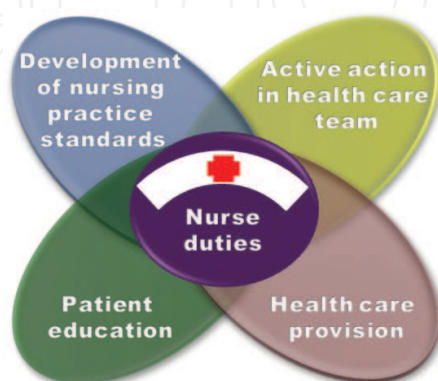 Development
of nursing
practice
standards
Active action
in health care
team
Nurse
duties
Patient
education
Health care
provision